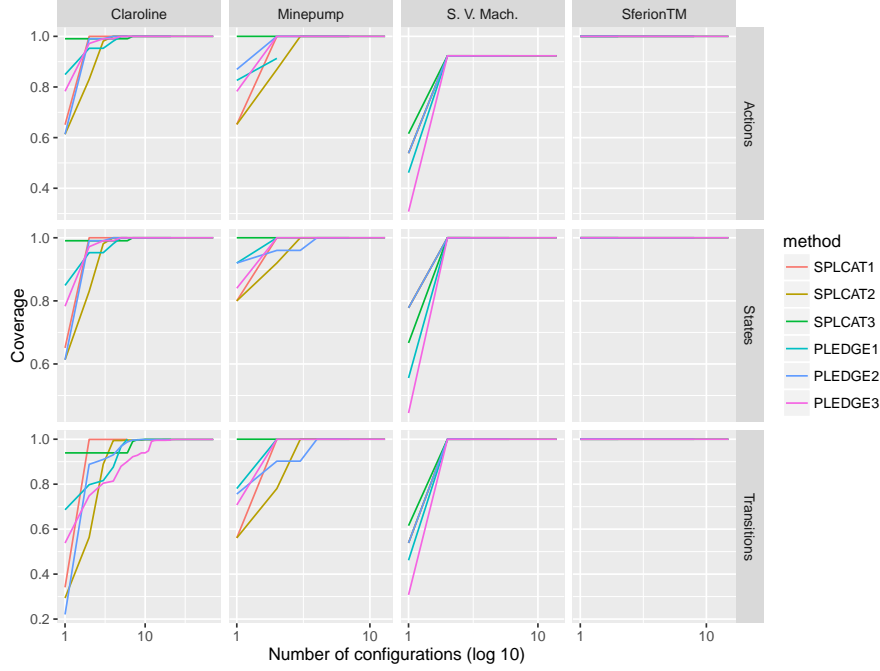 Claroline Minepump S. V. Mach. SferionTM
1.0
0.8
0.6
0.4
Actions
1.0
0.8
0.6
States
1.0
0.8
0.6
0.4
0.2
Transitions
1 10 1 10 1 10 1 10
Number of configurations (log 10)
Coverage
method
SPLCAT1
SPLCAT2
SPLCAT3
PLEDGE1
PLEDGE2
PLEDGE3